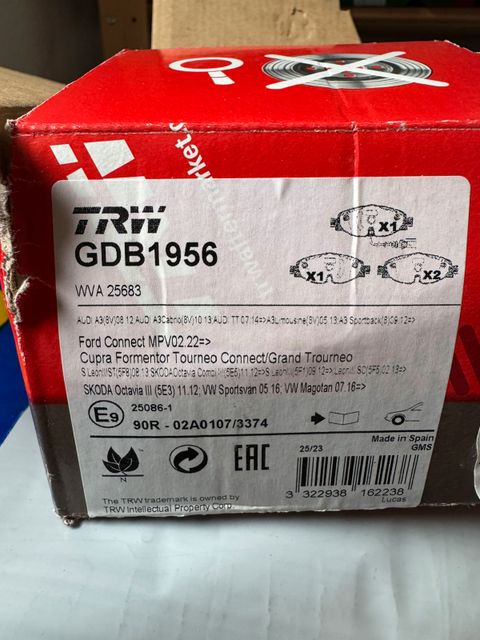 TRW
GDB1956
X1
X1
X2
WVA 25683
Ford Connect MPV02.22=>
Cupra Formentor Tourneo Connect/Grand Trourneo
SKODA Octavia III (5E3) 11.12; VW Sportsvan 05 16; VW Magotan 07.16=>
E9
25086-1
90R - 02A0107/3374
N
EAC
25/23
Made in Spain
GMS
3 322938 162238
Lucas
The TRW trademark is owned by
TRW Intellectual Property Corp.